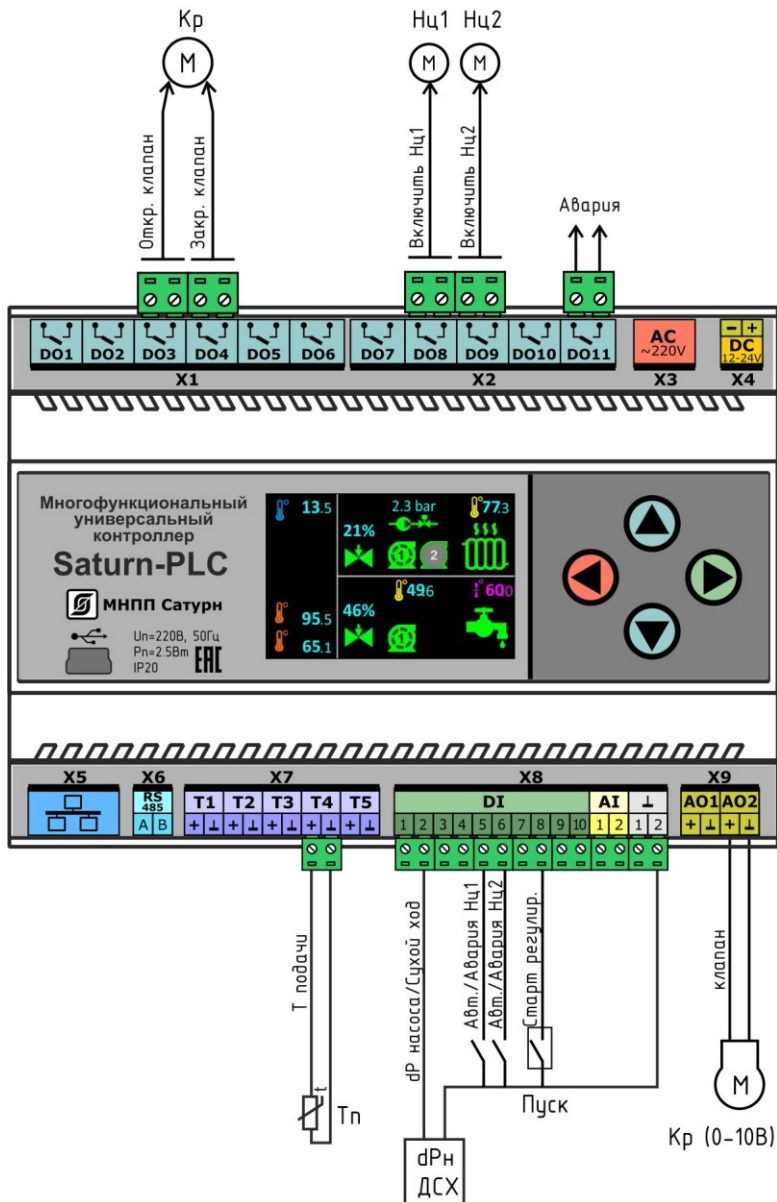 Кр
Нц1 Нц2
Откр. клапан
Закр. клапан
Включить Нц1
Включить Нц2
Авария
М
М
М
DO1 DO2 DO3 DO4 DO5 DO6
DO7 DO8 DO9 DO10 DO11
AC
~220V
− +
DC
12-24V
X1 X2 X3 X4
Многофункциональный
универсальный
контроллер
Saturn-PLC
МНПП Сатурн
Uп=220В, 50Гц
Pп=2.5Вт
IP20
EAC
13.5
95.5
65.1
2.3 bar
77.3
21%
1 2
49.6
60.0
46%
1
X5 X6 X7 X8 X9
RS
485
A B
T1 T2 T3 T4 T5
+ ⊥ + ⊥ + ⊥ + ⊥ + ⊥
DI AI ⊥
1 2 3 4 5 6 7 8 9 10 1 2 1 2
AO1 AO2
+ ⊥ + ⊥
Т подачи
dP насоса/Сухой ход
Авт./Авария Нц1
Авт./Авария Нц2
Старт регулир.
клапан
t
Тп
Пуск
М
Кр (0-10В)
dPн
ДСХ